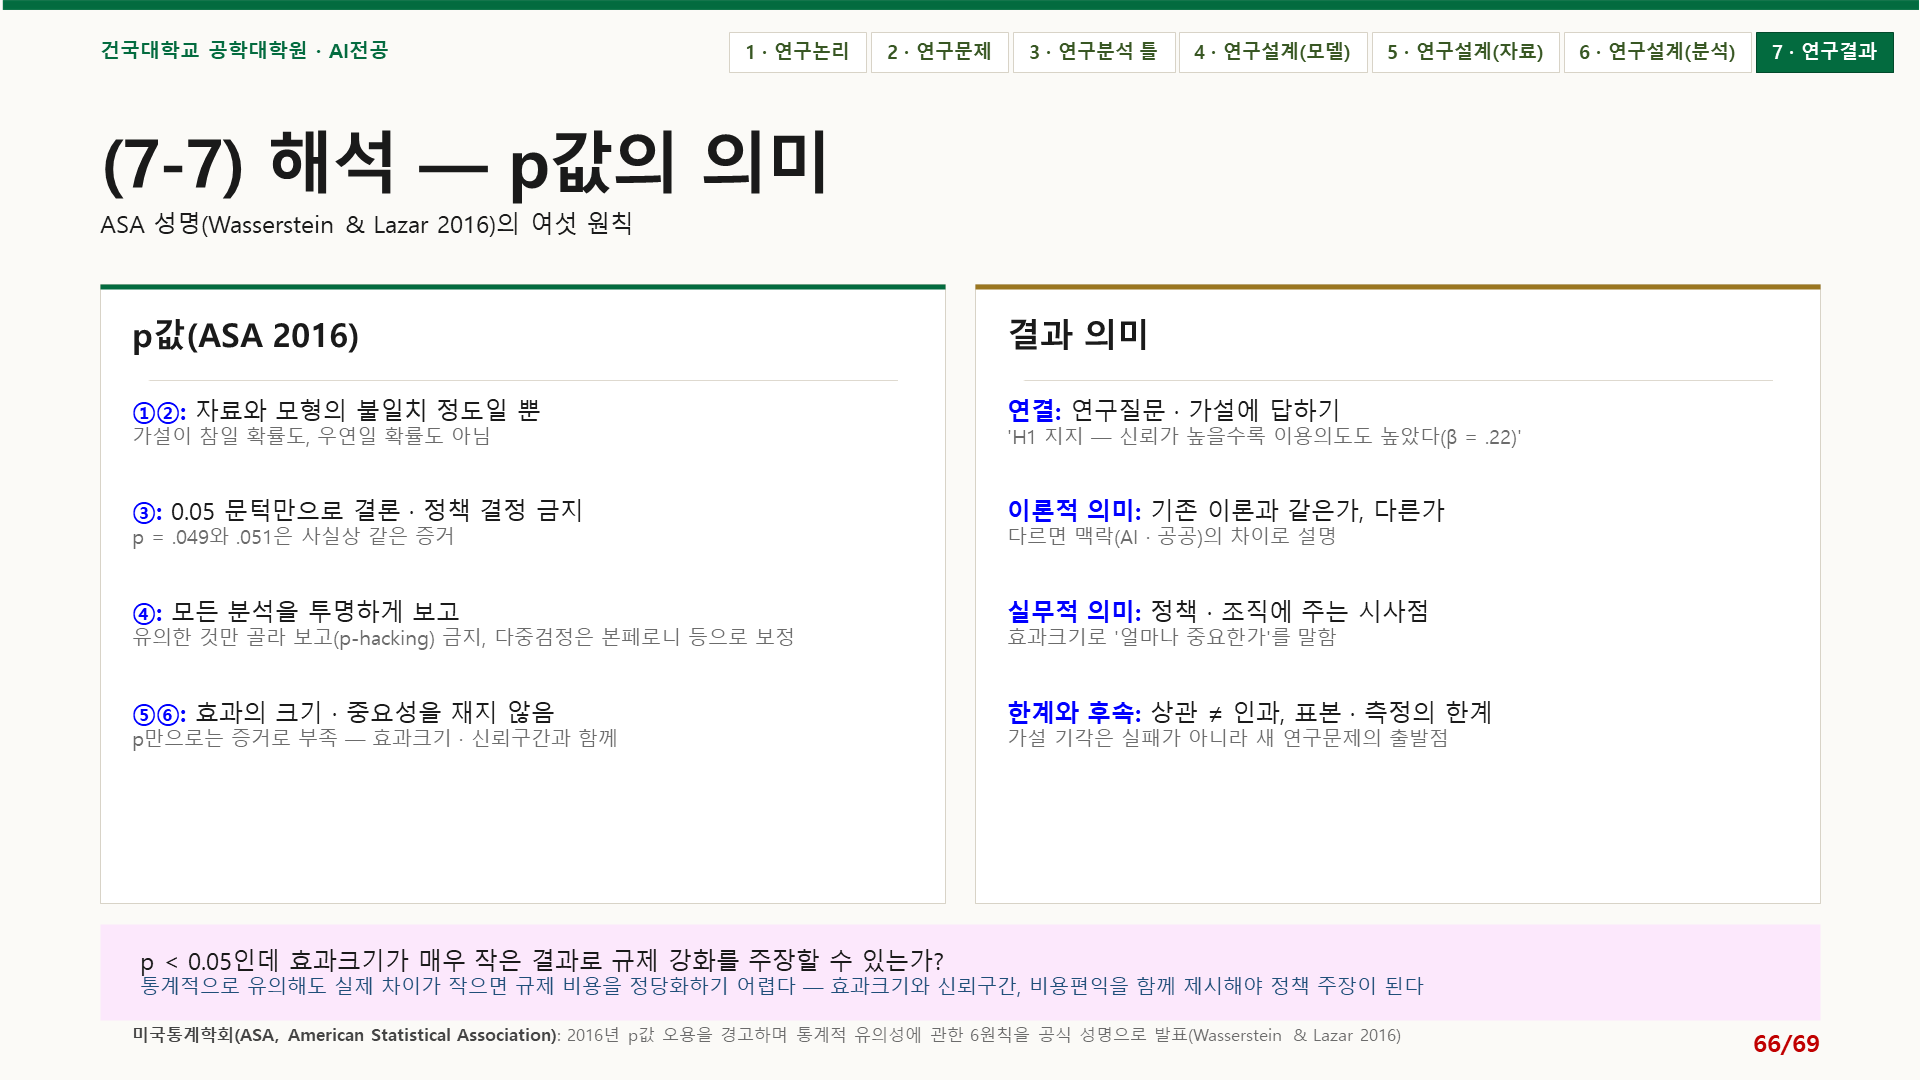 건국대학교 공학대학원 · AI전공
1 · 연구논리
2 · 연구문제
3 · 연구분석 틀
4 · 연구설계(모델)
5 · 연구설계(자료)
6 · 연구설계(분석)
7 · 연구결과
(7-7) 해석 — p값의 의미
ASA 성명(Wasserstein & Lazar 2016)의 여섯 원칙
p값(ASA 2016)
①②: 자료와 모형의 불일치 정도일 뿐
가설이 참일 확률도, 우연일 확률도 아님
③: 0.05 문턱만으로 결론 · 정책 결정 금지
p = .049와 .051은 사실상 같은 증거
④: 모든 분석을 투명하게 보고
유의한 것만 골라 보고(p-hacking) 금지, 다중검정은 본페로니 등으로 보정
⑤⑥: 효과의 크기 · 중요성을 재지 않음
p만으로는 증거로 부족 — 효과크기 · 신뢰구간과 함께
결과 의미
연결: 연구질문 · 가설에 답하기
'H1 지지 — 신뢰가 높을수록 이용의도도 높았다(β = .22)'
이론적 의미: 기존 이론과 같은가, 다른가
다르면 맥락(AI · 공공)의 차이로 설명
실무적 의미: 정책 · 조직에 주는 시사점
효과크기로 '얼마나 중요한가'를 말함
한계와 후속: 상관 ≠ 인과, 표본 · 측정의 한계
가설 기각은 실패가 아니라 새 연구문제의 출발점
p < 0.05인데 효과크기가 매우 작은 결과로 규제 강화를 주장할 수 있는가?
통계적으로 유의해도 실제 차이가 작으면 규제 비용을 정당화하기 어렵다 — 효과크기와 신뢰구간, 비용편익을 함께 제시해야 정책 주장이 된다
미국통계학회(ASA, American Statistical Association): 2016년 p값 오용을 경고하며 통계적 유의성에 관한 6원칙을 공식 성명으로 발표(Wasserstein & Lazar 2016)
66/69